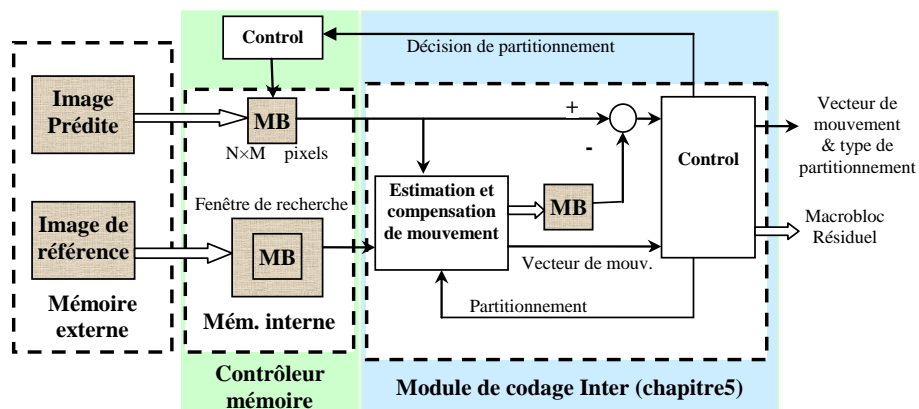 Control
Décision de partitionnement
Image
Prédite
MB
N×M pixels
+
-
Control
Vecteur de
mouvement
& type de
partitionnement
Estimation et
compensation
de mouvement
MB
Fenêtre de recherche
Image de
référence
MB
Macrobloc
Résiduel
Vecteur de mouv.
Partitionnement
Mémoire
externe
Mém. interne
Contrôleur
mémoire
Module de codage Inter (chapitre5)